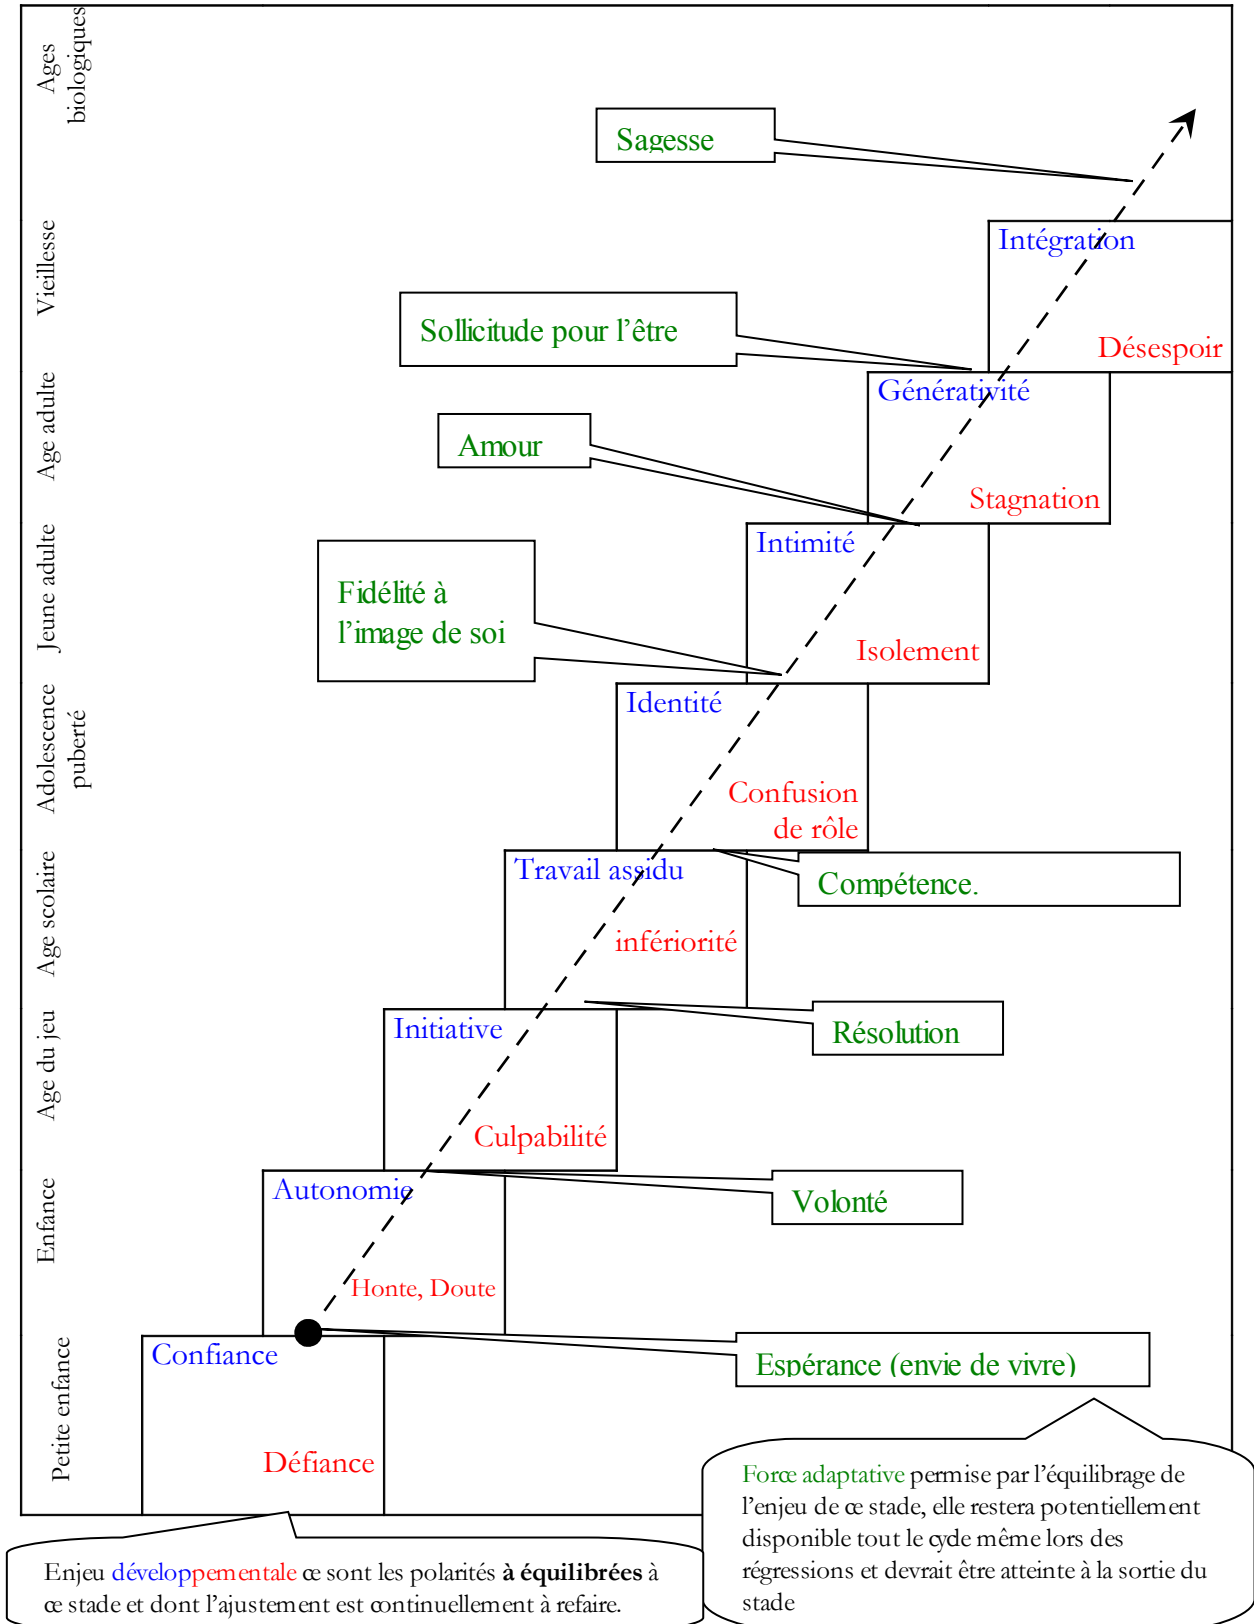 Ages
biologiques
Sagesse
Vieillesse
Intégration
Désespoir
Sollicitude pour l’être
Age adulte
Générativité
Stagnation
Amour
Jeune adulte
Intimité
Isolement
Fidélité à
l’image de soi
Adolescence
puberté
Identité
Confusion
de rôle
Compétence.
Age scolaire
Travail assidu
infériorité
Résolution
Age du jeu
Initiative
Culpabilité
Volonté
Enfance
Autonomie
Honte, Doute
Espérance (envie de vivre)
Petite enfance
Confiance
Défiance
Force adaptative permise par l’équilibrage de
l’enjeu de ce stade, elle restera potentiellement
disponible tout le cycle même lors des
régressions et devrait être atteinte à la sortie du
stade
Enjeu développementale ce sont les polarités à équilibrées à
ce stade et dont l’ajustement est continuellement à refaire.